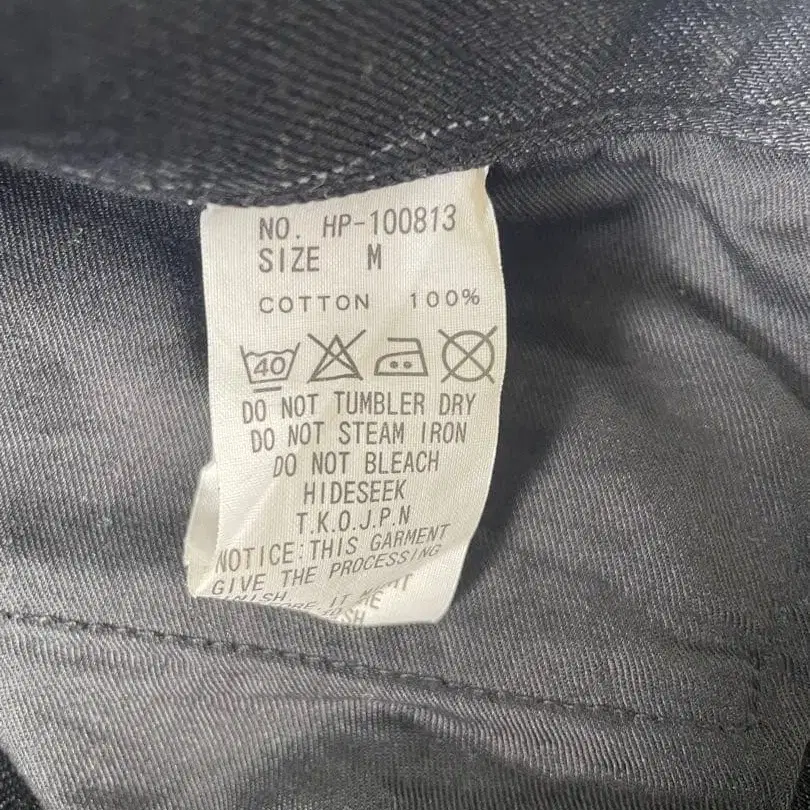 NO. HP-100813
SIZE M
COTTON 100%
40
DO NOT TUMBLER DRY
DO NOT STEAM IRON
DO NOT BLEACH
HIDESEEK
T.K.O.J.P.N
NOTICE:THIS GARMENT
GIVE THE PROCESSING
IT